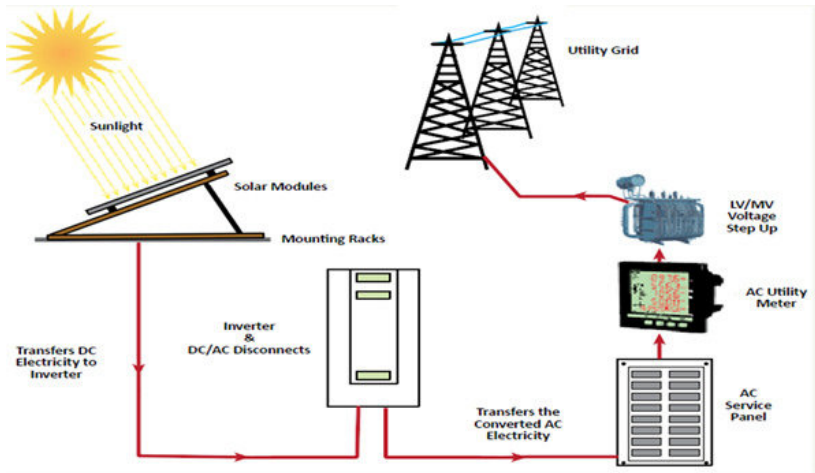 Utility Grid
Sunlight
Solar Modules
Mounting Racks
LV/MV
Voltage
Step Up
AC Utility
Meter
Inverter
&
DC/AC Disconnects
Transfers DC
Electricity to
Inverter
Transfers the
Converted AC
Electricity
AC
Service
Panel